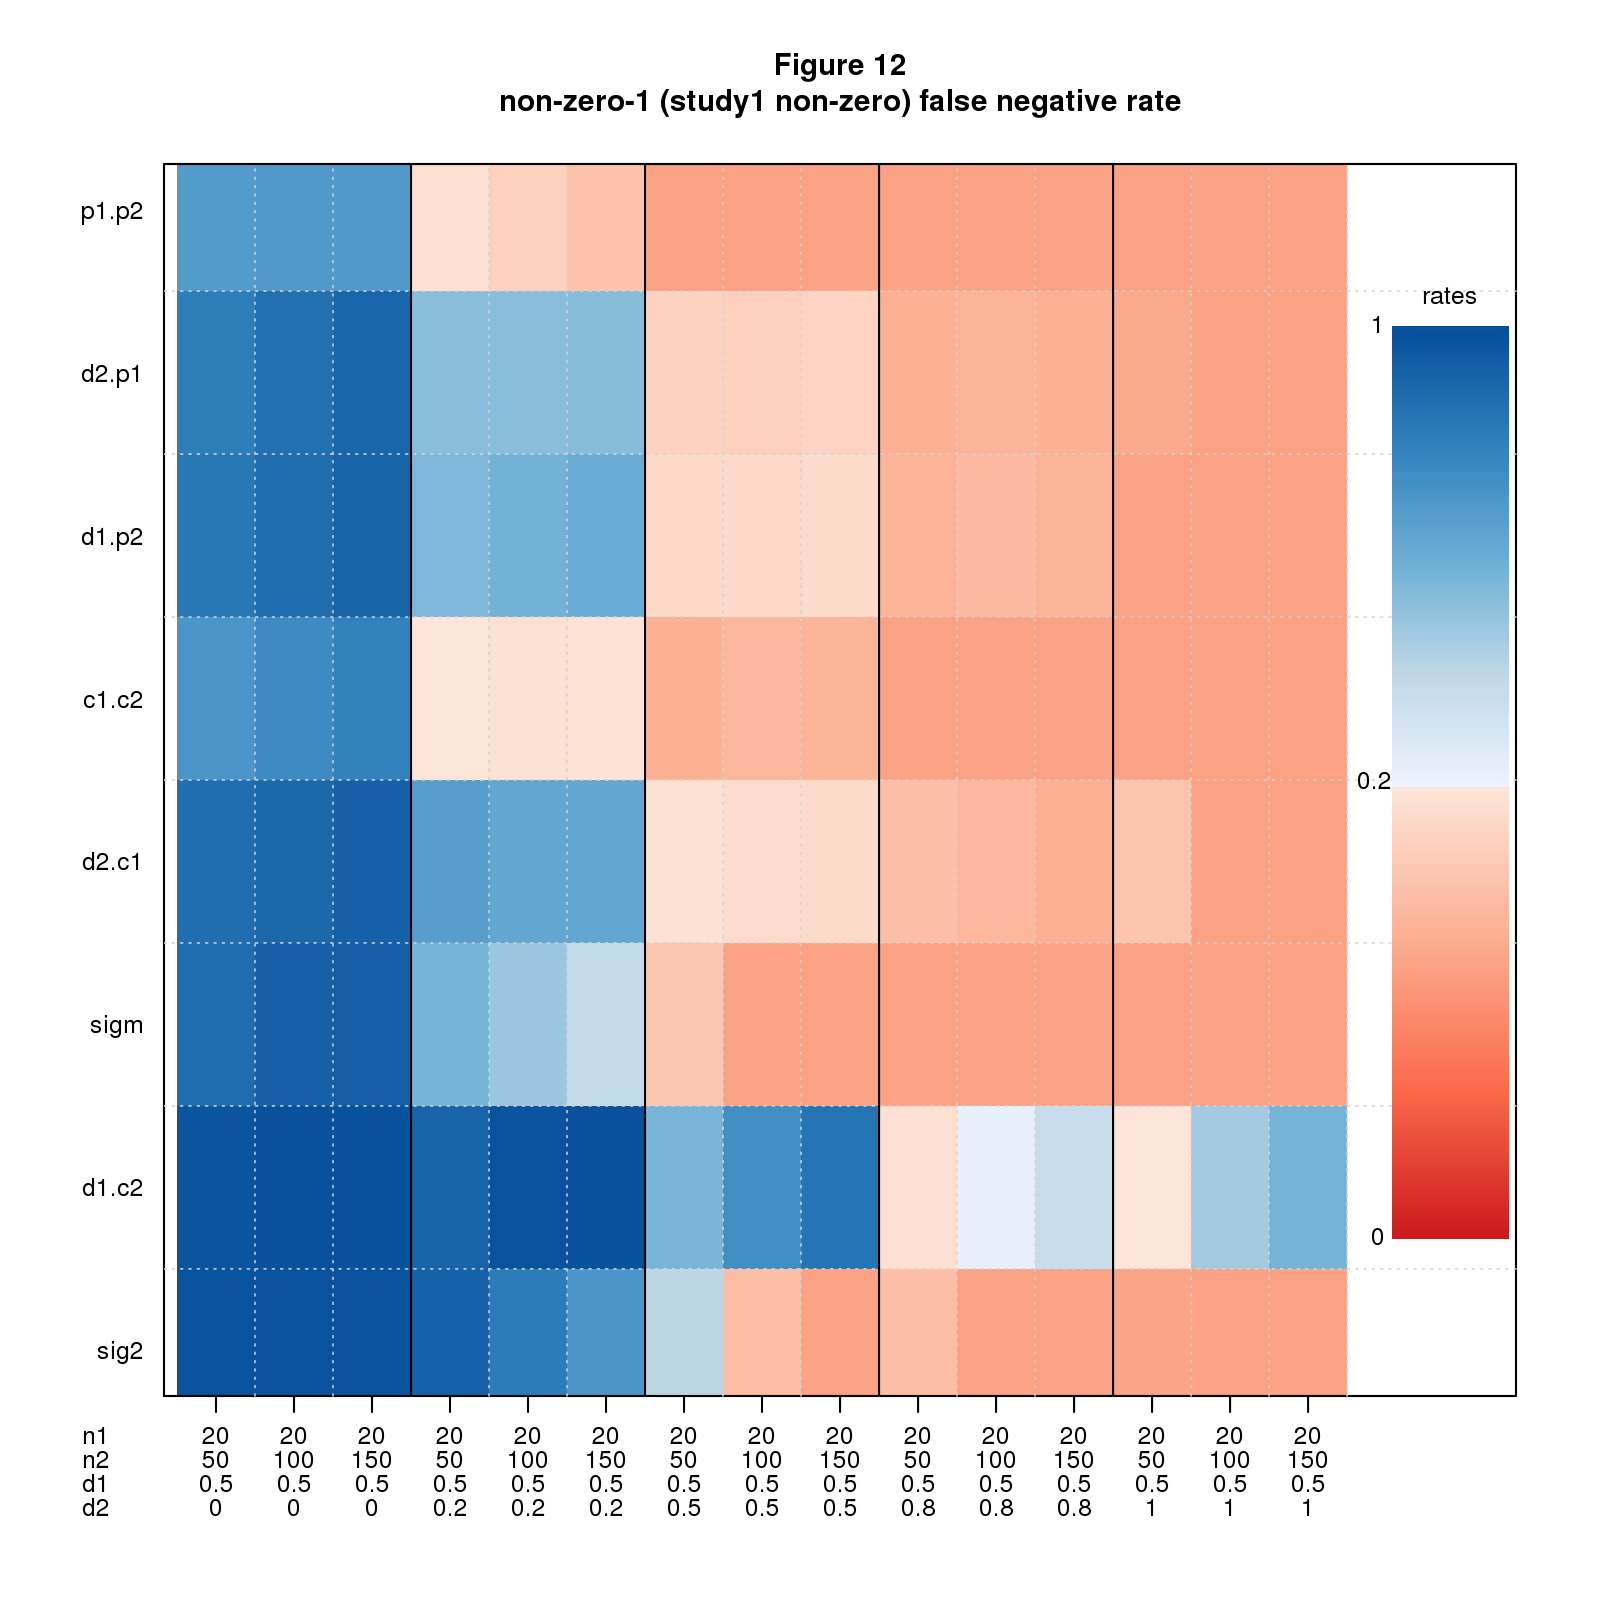 Figure 12
non-zero-1 (study1 non-zero) false negative rate
p1.p2
d2.p1
d1.p2
c1.c2
d2.c1
sigm
d1.c2
sig2
rates
1
0.2
0
n1 20 20 20 20 20 20 20 20 20 20 20 20 20 20 20
n2 50 100 150 50 100 150 50 100 150 50 100 150 50 100 150
d1 0.5 0.5 0.5 0.5 0.5 0.5 0.5 0.5 0.5 0.5 0.5 0.5 0.5 0.5 0.5
d2 0 0 0 0.2 0.2 0.2 0.5 0.5 0.5 0.8 0.8 0.8 1 1 1